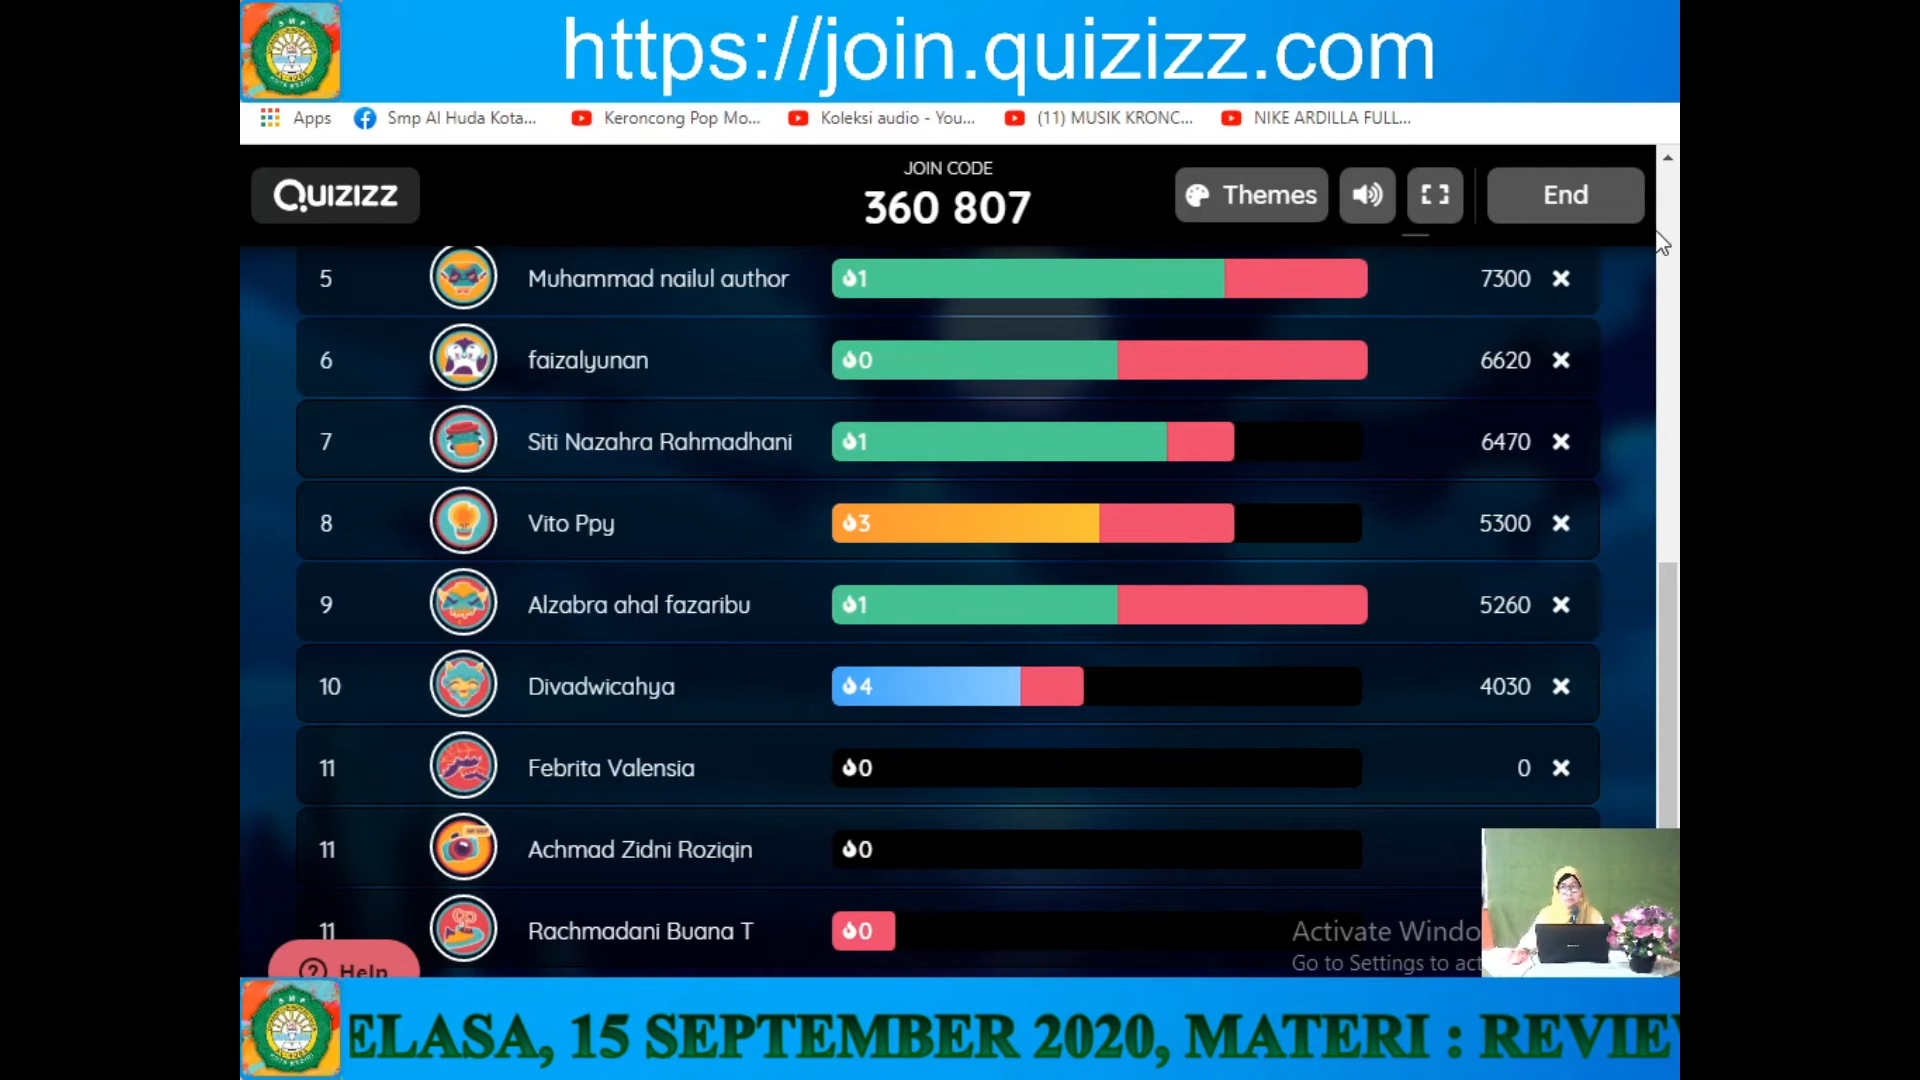 https://join.quizizz.com
Apps Smp Al Huda Kota... Keroncong Pop Mo... Koleksi audio - You... (11) MUSIK KRONC... NIKE ARDILLA FULL...
QUIZIZZ
JOIN CODE
360 807
Themes
End
5 Muhammad nailul author 1 7300
6 faizalyunan 0 6620
7 Siti Nazahra Rahmadhani 1 6470
8 Vito Ppy 3 5300
9 Alzabra ahal fazaribu 1 5260
10 Divadwicahya 4 4030
11 Febrita Valensia 0 0
11 Achmad Zidni Roziqin 0
11 Rachmadani Buana T 0
Activate Windo
Go to Settings to act
? Help
ELASA, 15 SEPTEMBER 2020, MATERI : REVIE